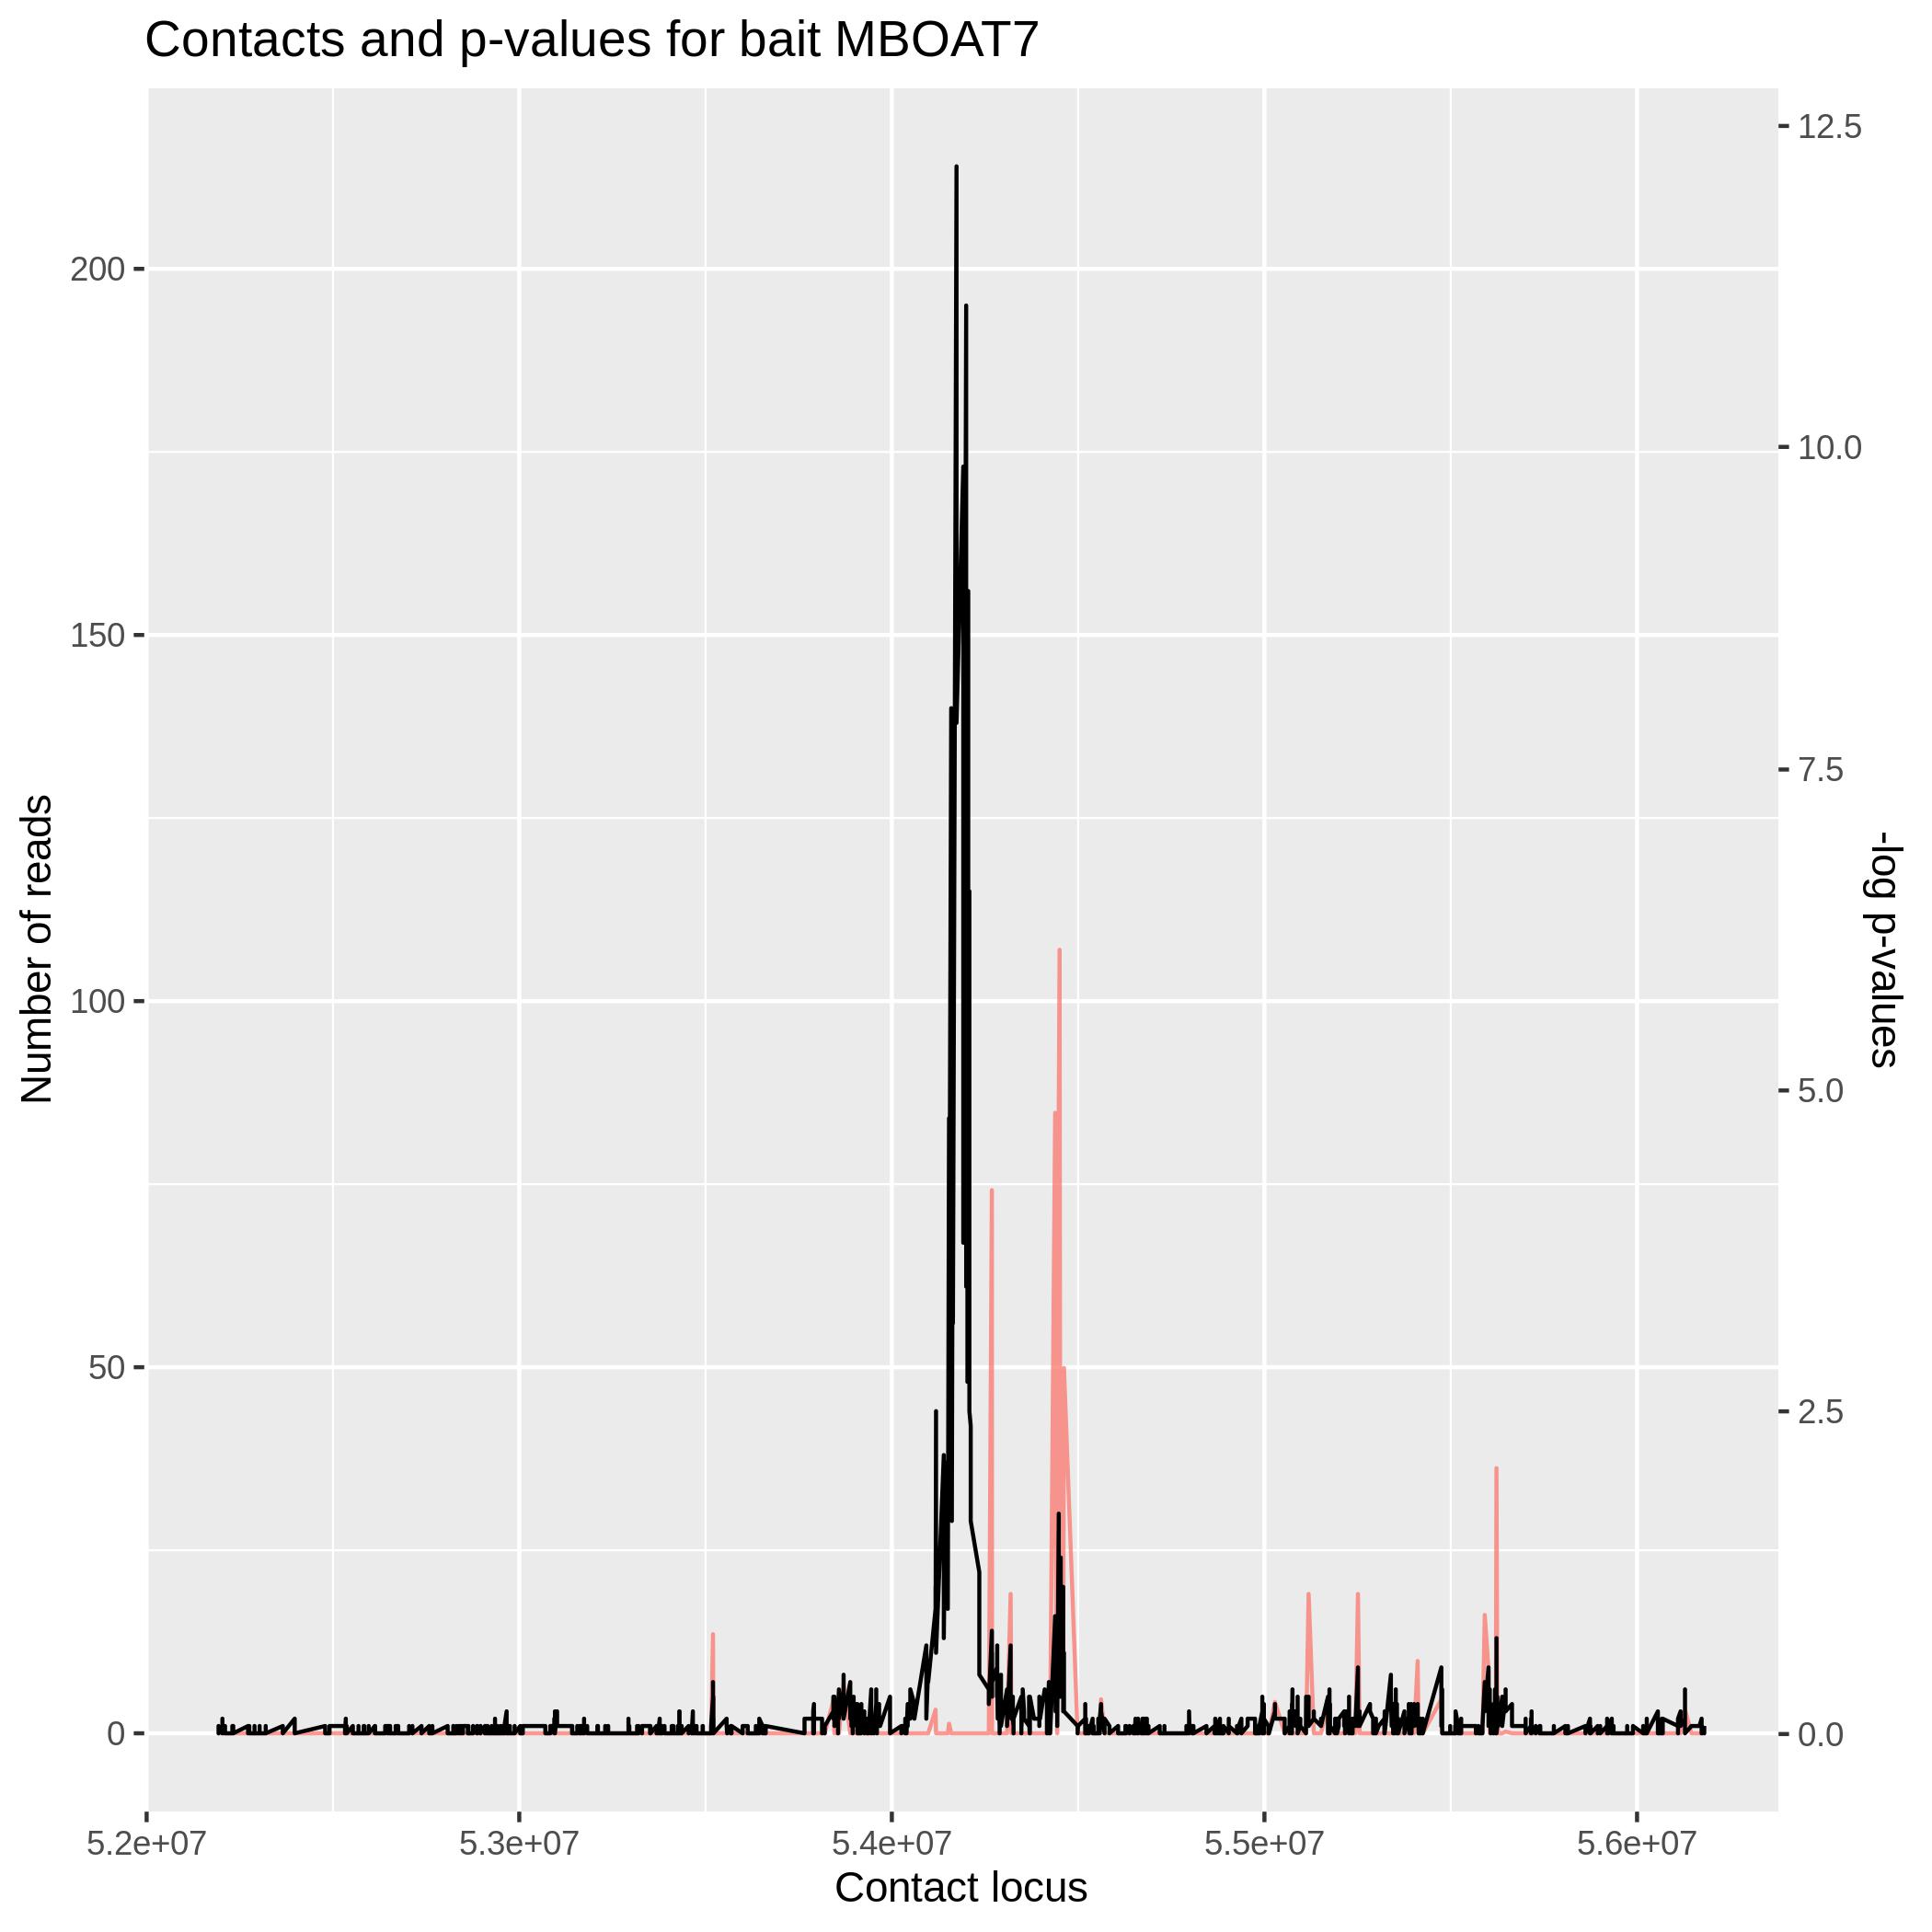 Contacts and p-values for bait MBOAT7
Number of reads
200
150
100
50
0
12.5
10.0
7.5
5.0
2.5
0.0
-log p-values
5.2e+07
5.3e+07
5.4e+07
5.5e+07
5.6e+07
Contact locus